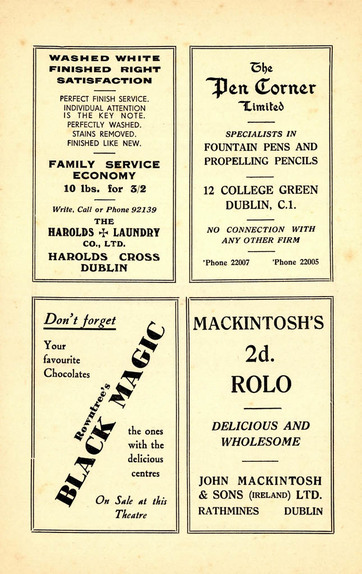 WASHED WHITE
FINISHED RIGHT
SATISFACTION
PERFECT FINISH SERVICE.
INDIVIDUAL ATTENTION
IS THE KEY NOTE.
PERFECTLY WASHED.
STAINS REMOVED.
FINISHED LIKE NEW.
FAMILY SERVICE
ECONOMY
10 lbs. for 3/2
Write, Call or Phone 92139
THE
HAROLDS ✠ LAUNDRY
CO., LTD.
HAROLDS CROSS
DUBLIN
The
Pen Corner
Limited
SPECIALISTS IN
FOUNTAIN PENS AND
PROPELLING PENCILS
12 COLLEGE GREEN
DUBLIN, C.1.
NO CONNECTION WITH
ANY OTHER FIRM
'Phone 22007 'Phone 22005
Don't forget
Your
favourite
Chocolates
Rowntree's
BLACK MAGIC
the ones
with the
delicious
centres
On Sale at this
Theatre
MACKINTOSH'S
2d.
ROLO
DELICIOUS AND
WHOLESOME
JOHN MACKINTOSH
& SONS (IRELAND) LTD.
RATHMINES DUBLIN